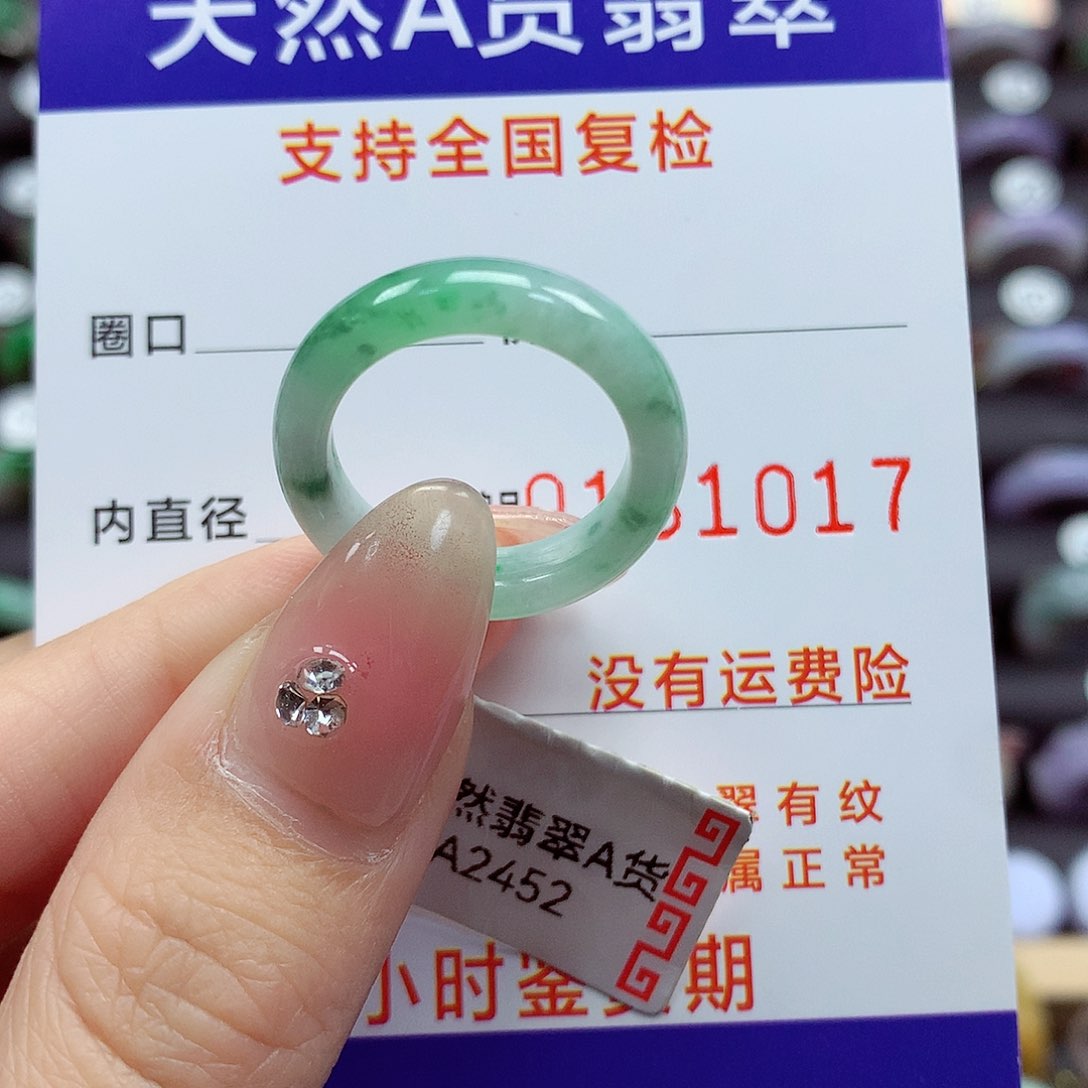 天然A货翡翠
支持全国复检
圈口
内直径
1017
没有运费险
翠有纹
属正常
然翡翠A货
A2452
小时鉴赏期